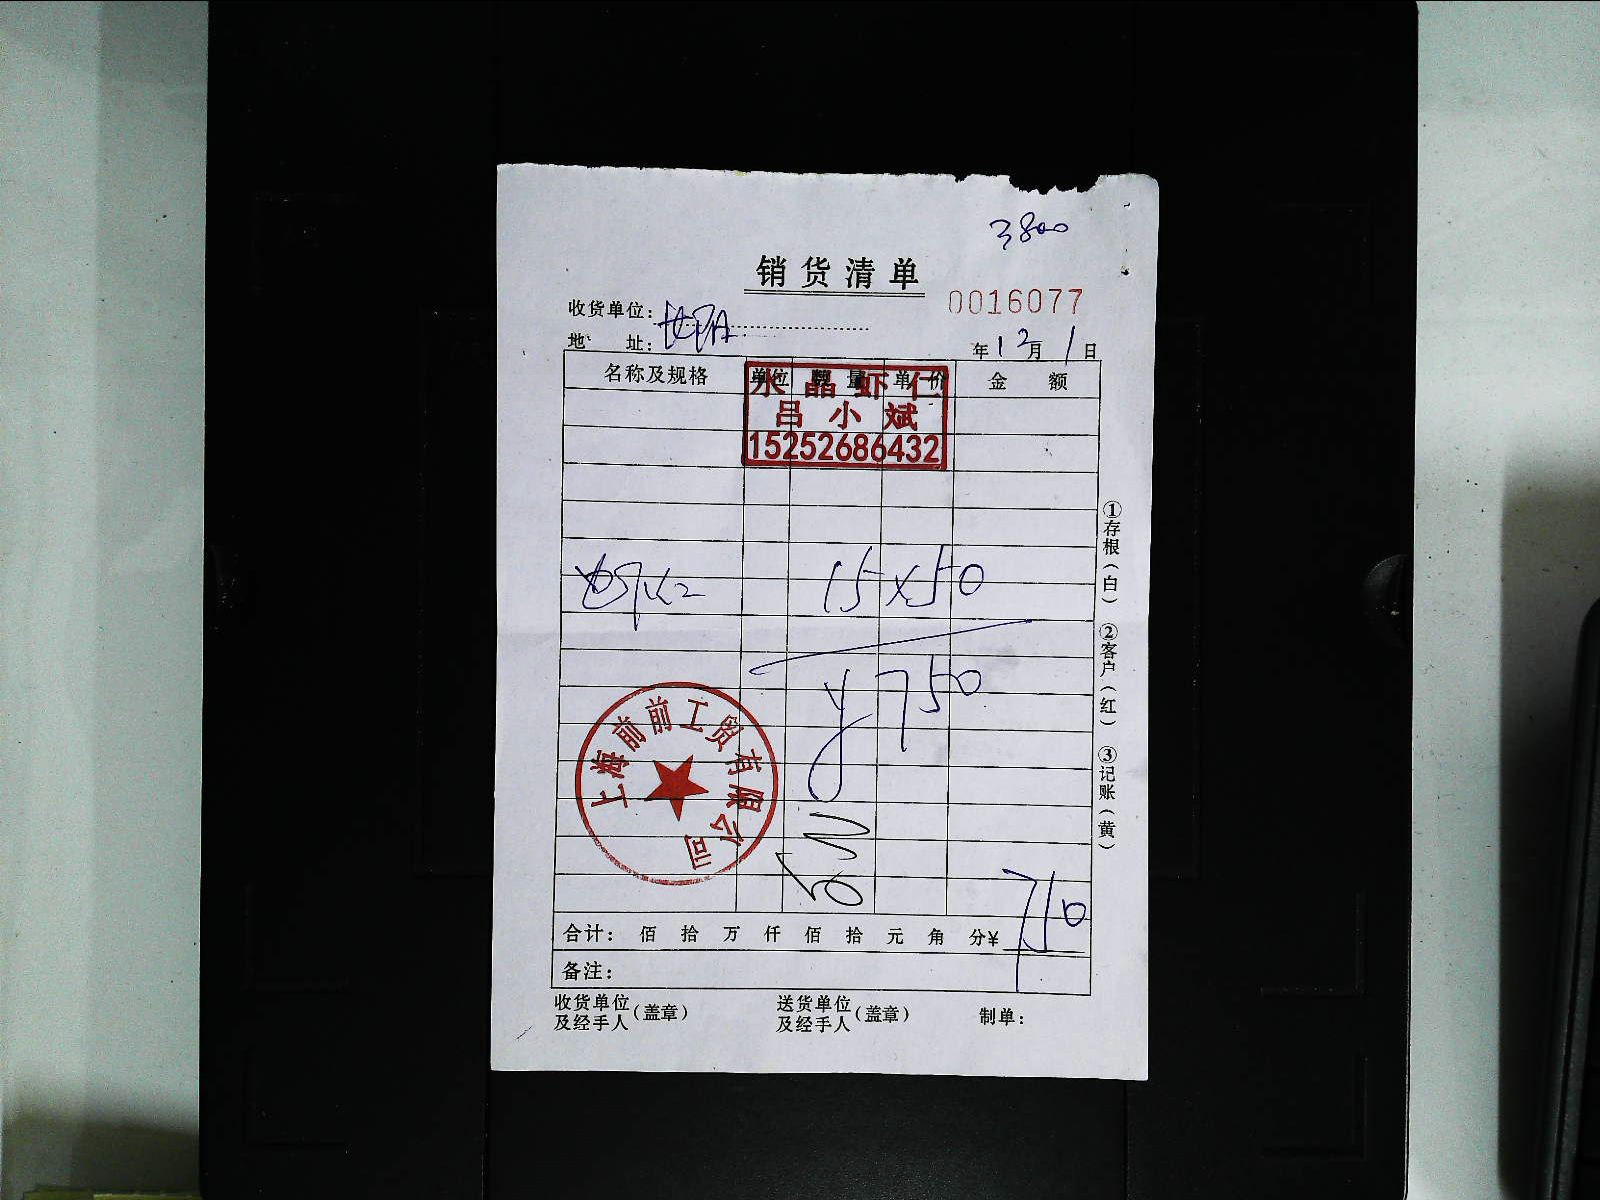 3800
销货清单
0016077
收货单位：
地 址：
年 12 月 1 日
名称及规格 单位 数量 单价 金额
水晶虾仁
吕小斌
15252686432
15×50
¥750
上海前前工贸有限公司
合计： 佰 拾 万 仟 佰 拾 元 角 分¥ 750
备注：
收货单位及经手人（盖章） 送货单位及经手人（盖章） 制单：
①存根（白） ②客户（红） ③记账（黄）